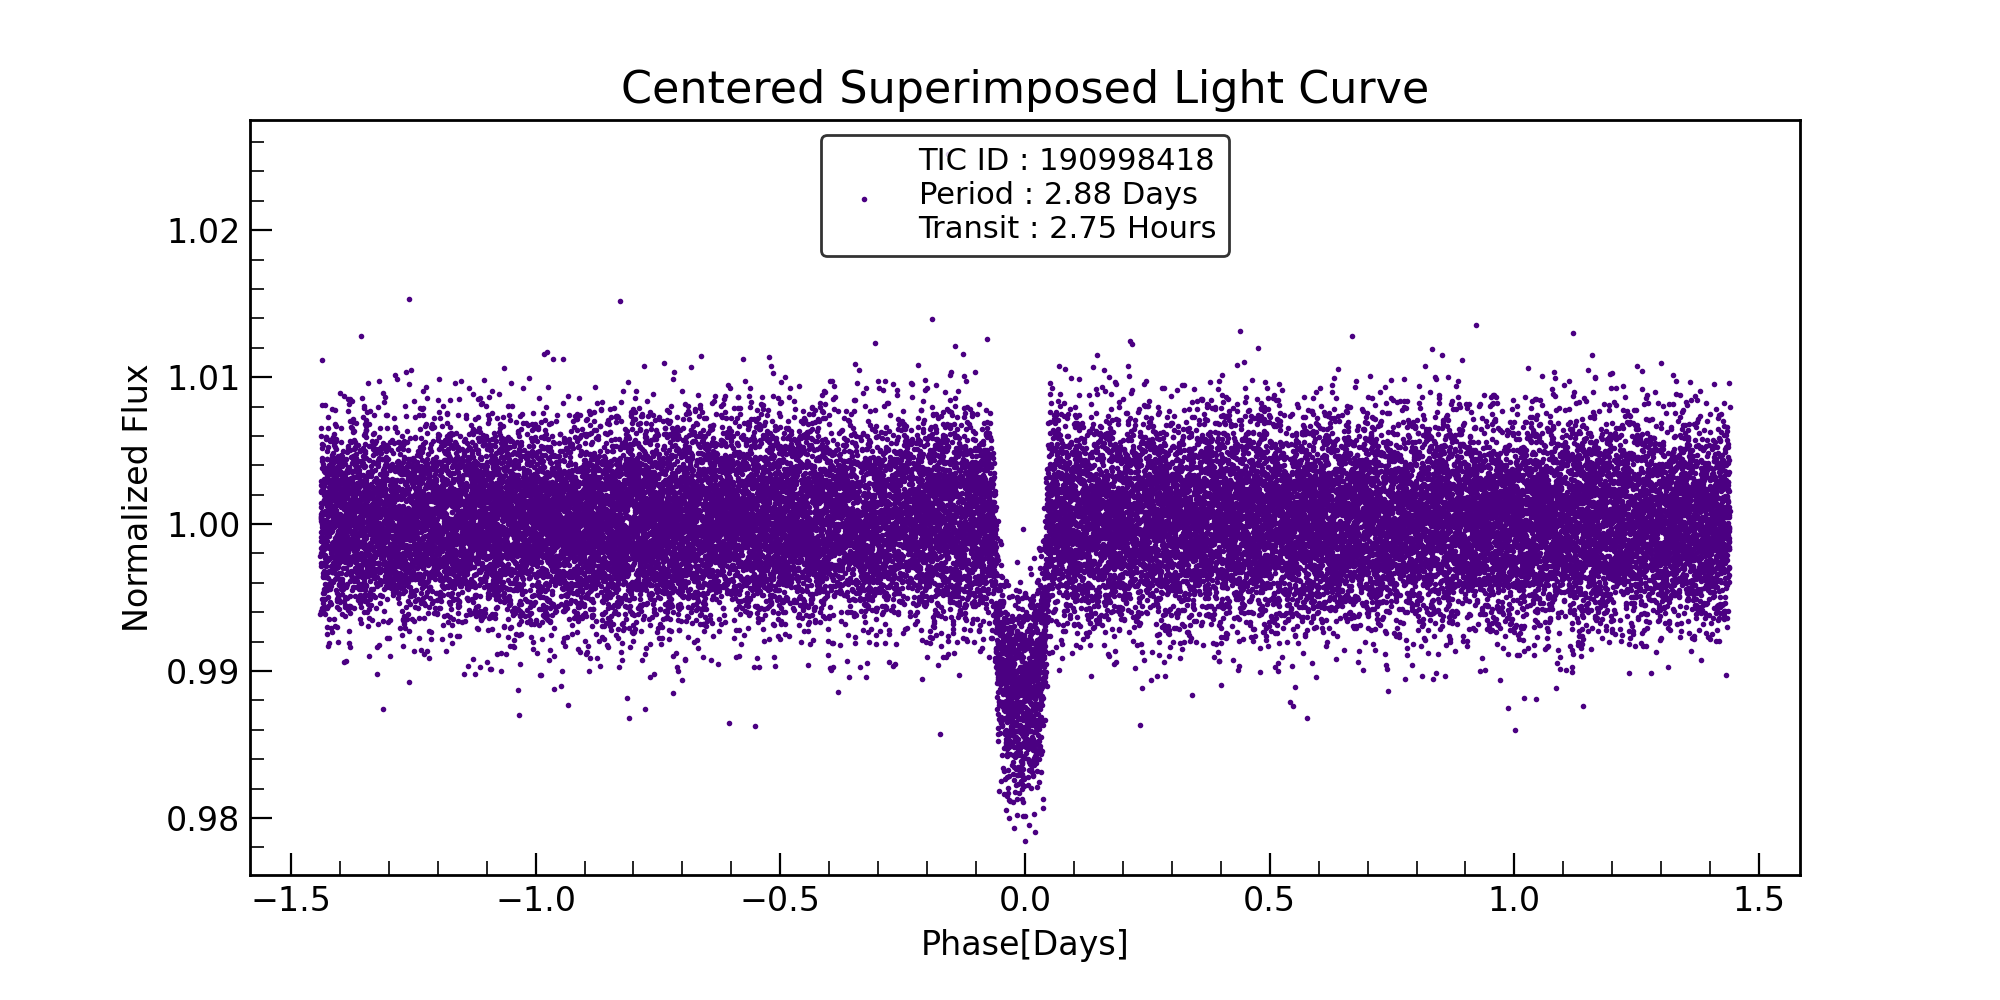 Centered Superimposed Light Curve
TIC ID : 190998418
Period : 2.88 Days
Transit : 2.75 Hours
Normalized Flux
1.02
1.01
1.00
0.99
0.98
−1.5 −1.0 −0.5 0.0 0.5 1.0 1.5
Phase[Days]